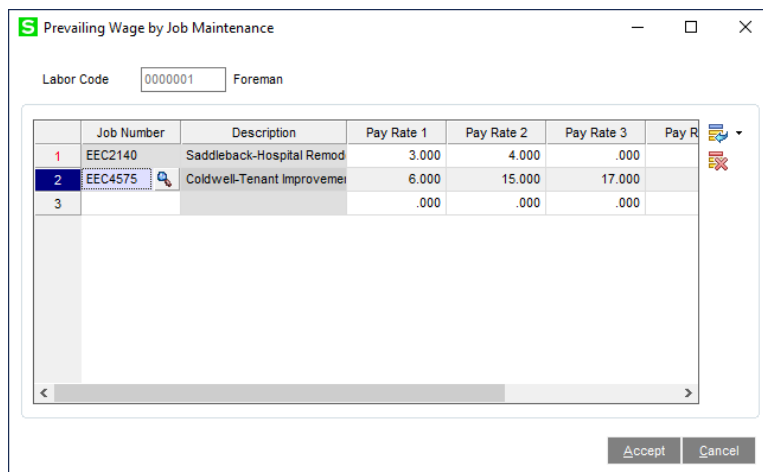 S Prevailing Wage by Job Maintenance
Labor Code 0000001 Foreman
Job Number Description Pay Rate 1 Pay Rate 2 Pay Rate 3 Pay R
1 EEC2140 Saddleback-Hospital Remod 3.000 4.000 .000
2 EEC4575 Coldwell-Tenant Improvemen 6.000 15.000 17.000
3 .000 .000 .000
Accept Cancel